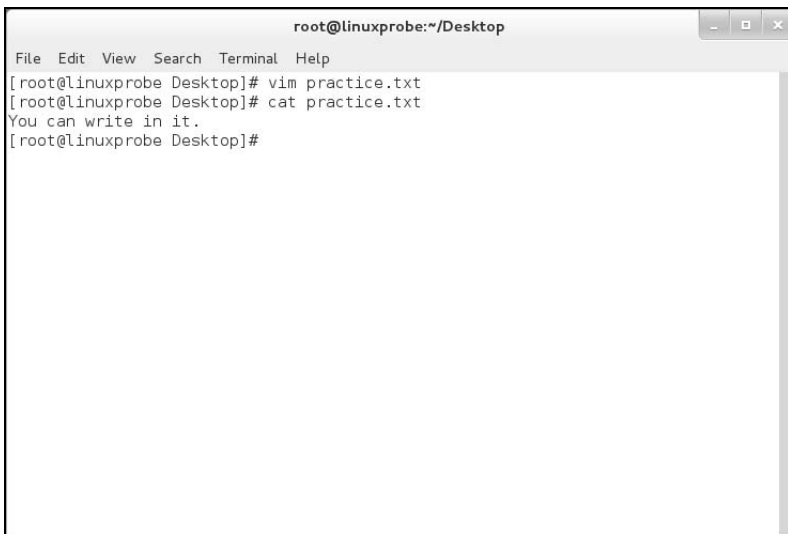 root@linuxprobe:~/Desktop
File Edit View Search Terminal Help
[root@linuxprobe Desktop]# vim practice.txt
[root@linuxprobe Desktop]# cat practice.txt
You can write in it.
[root@linuxprobe Desktop]#